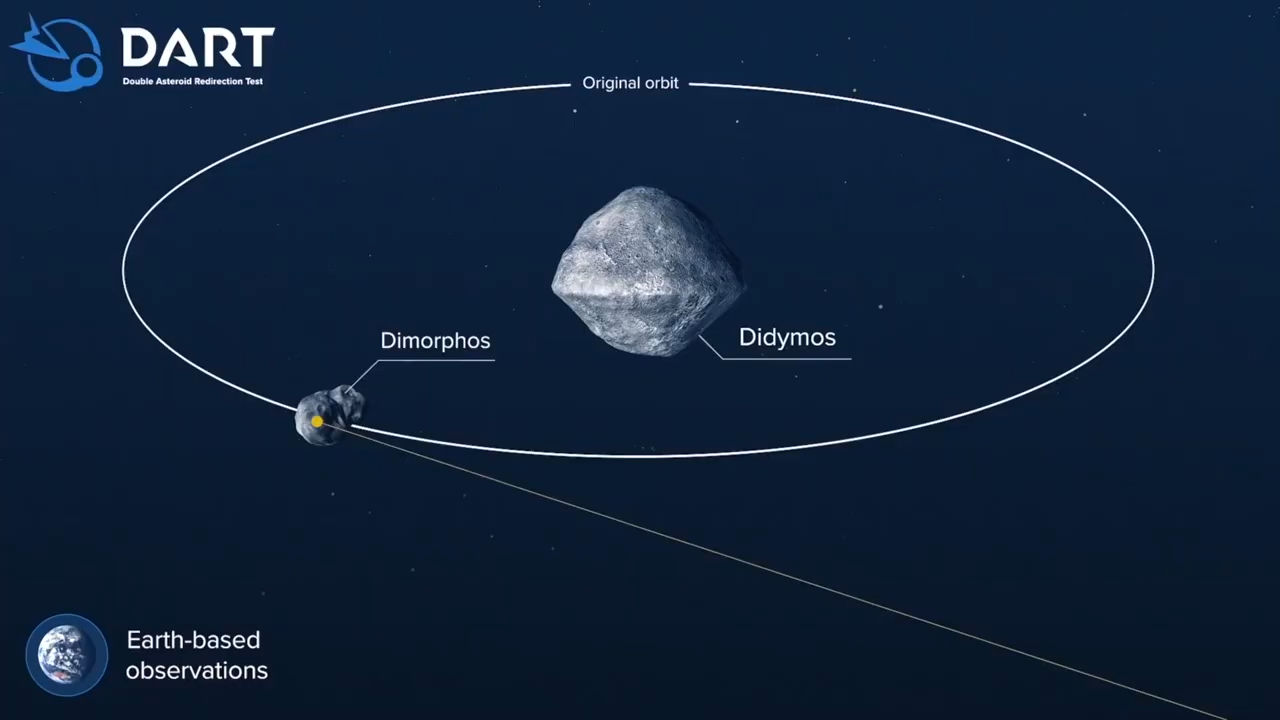 DART
Double Asteroid Redirection Test
Original orbit
Dimorphos
Didymos
Earth-based
observations